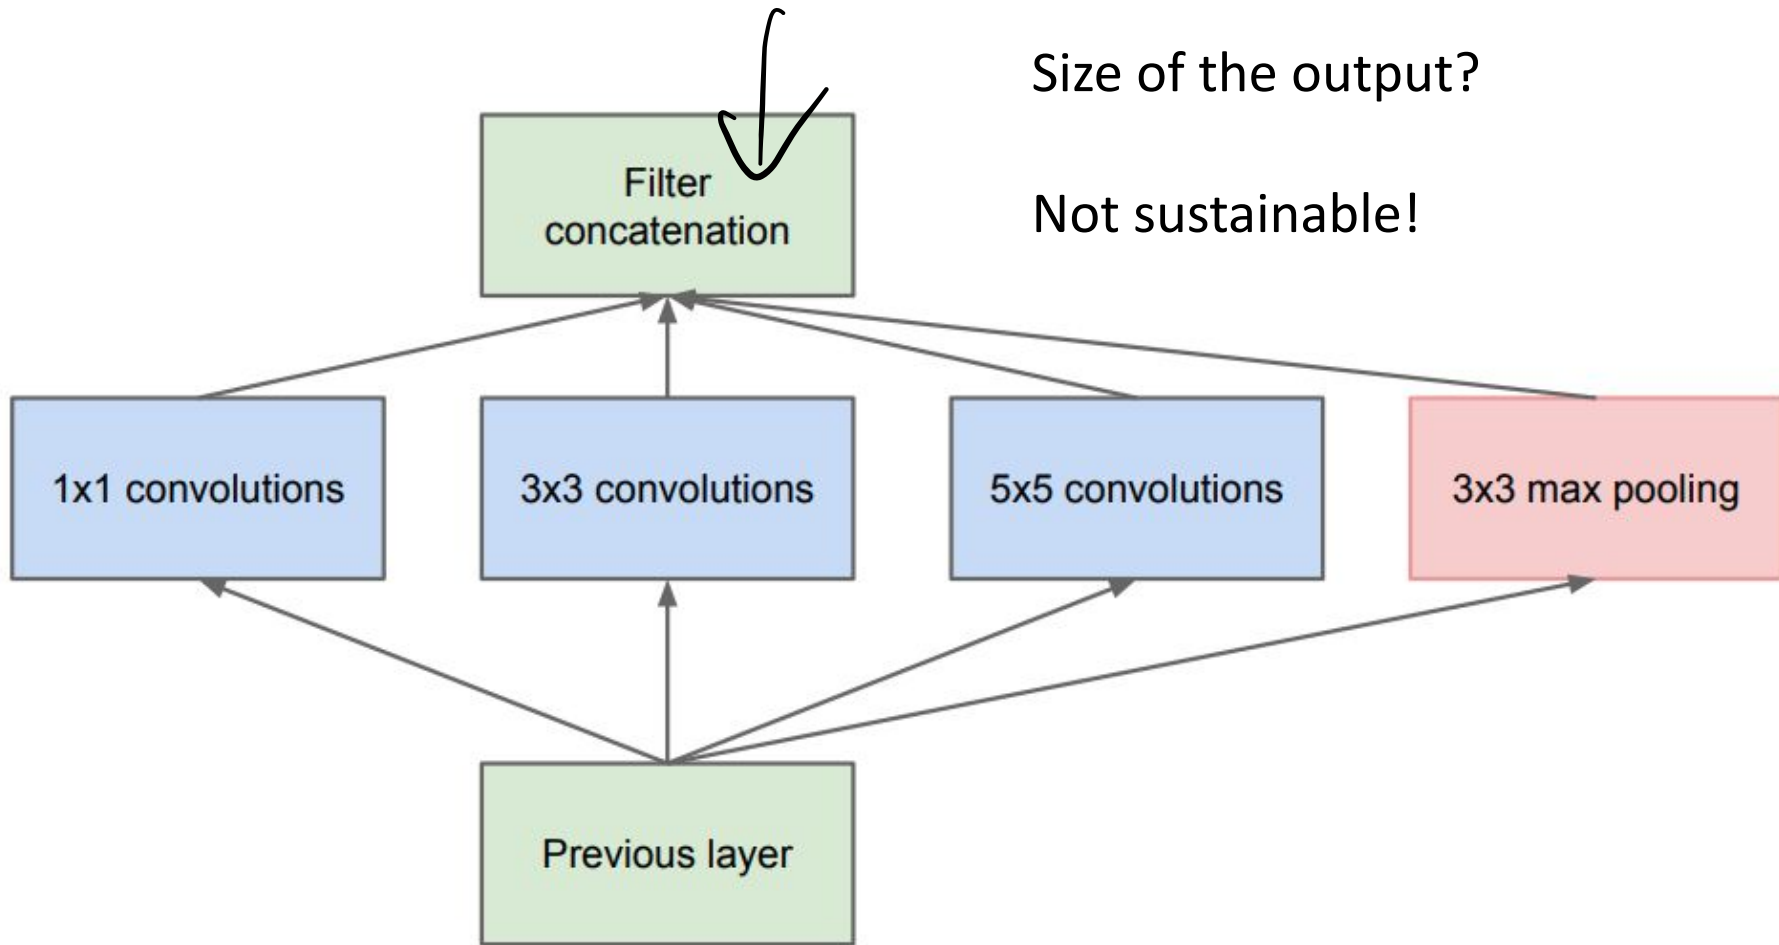 Size of the output?
Filter
concatenation
Not sustainable!
1x1 convolutions
3x3 convolutions
5x5 convolutions
3x3 max pooling
Previous layer